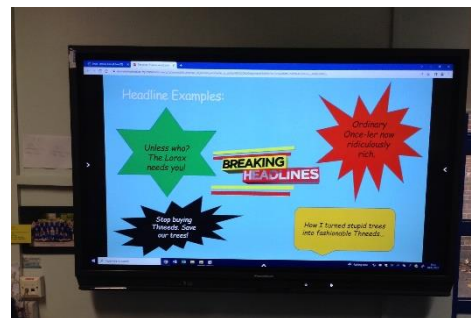 Headline Examples:
Unless who?
The Lorax
needs you!
Ordinary
Once-ler now
ridiculously
rich.
BREAKING
HEADLINES
Stop buying
Thneeds. Save
our trees!
How I turned stupid trees
into fashionable Thneeds...